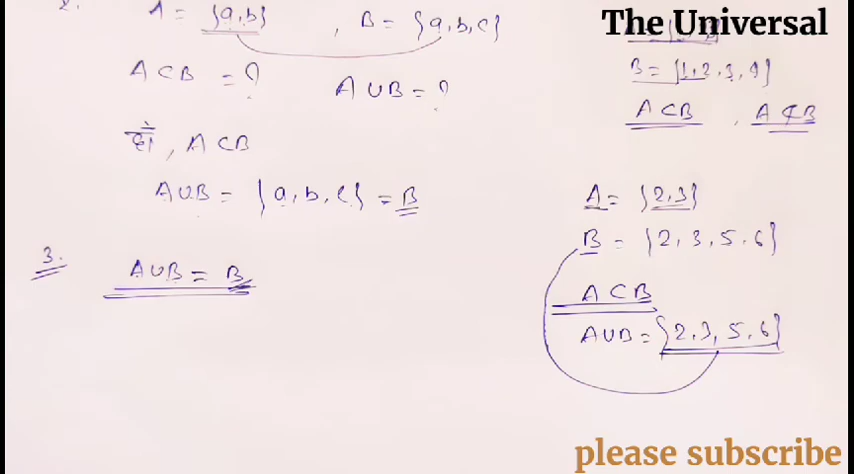 2. A = {a,b} , B = {a,b,c}
A⊂B = ? A∪B = ?
हाँ , A⊂B
A∪B = {a, b, c} = B
3. A∪B = B
The Universal
B = {1,2,3,4}
A⊂B , A⊄B
A = {2,3}
B = {2, 3, 5, 6}
A⊂B
A∪B = {2,3, 5, 6}
please subscribe